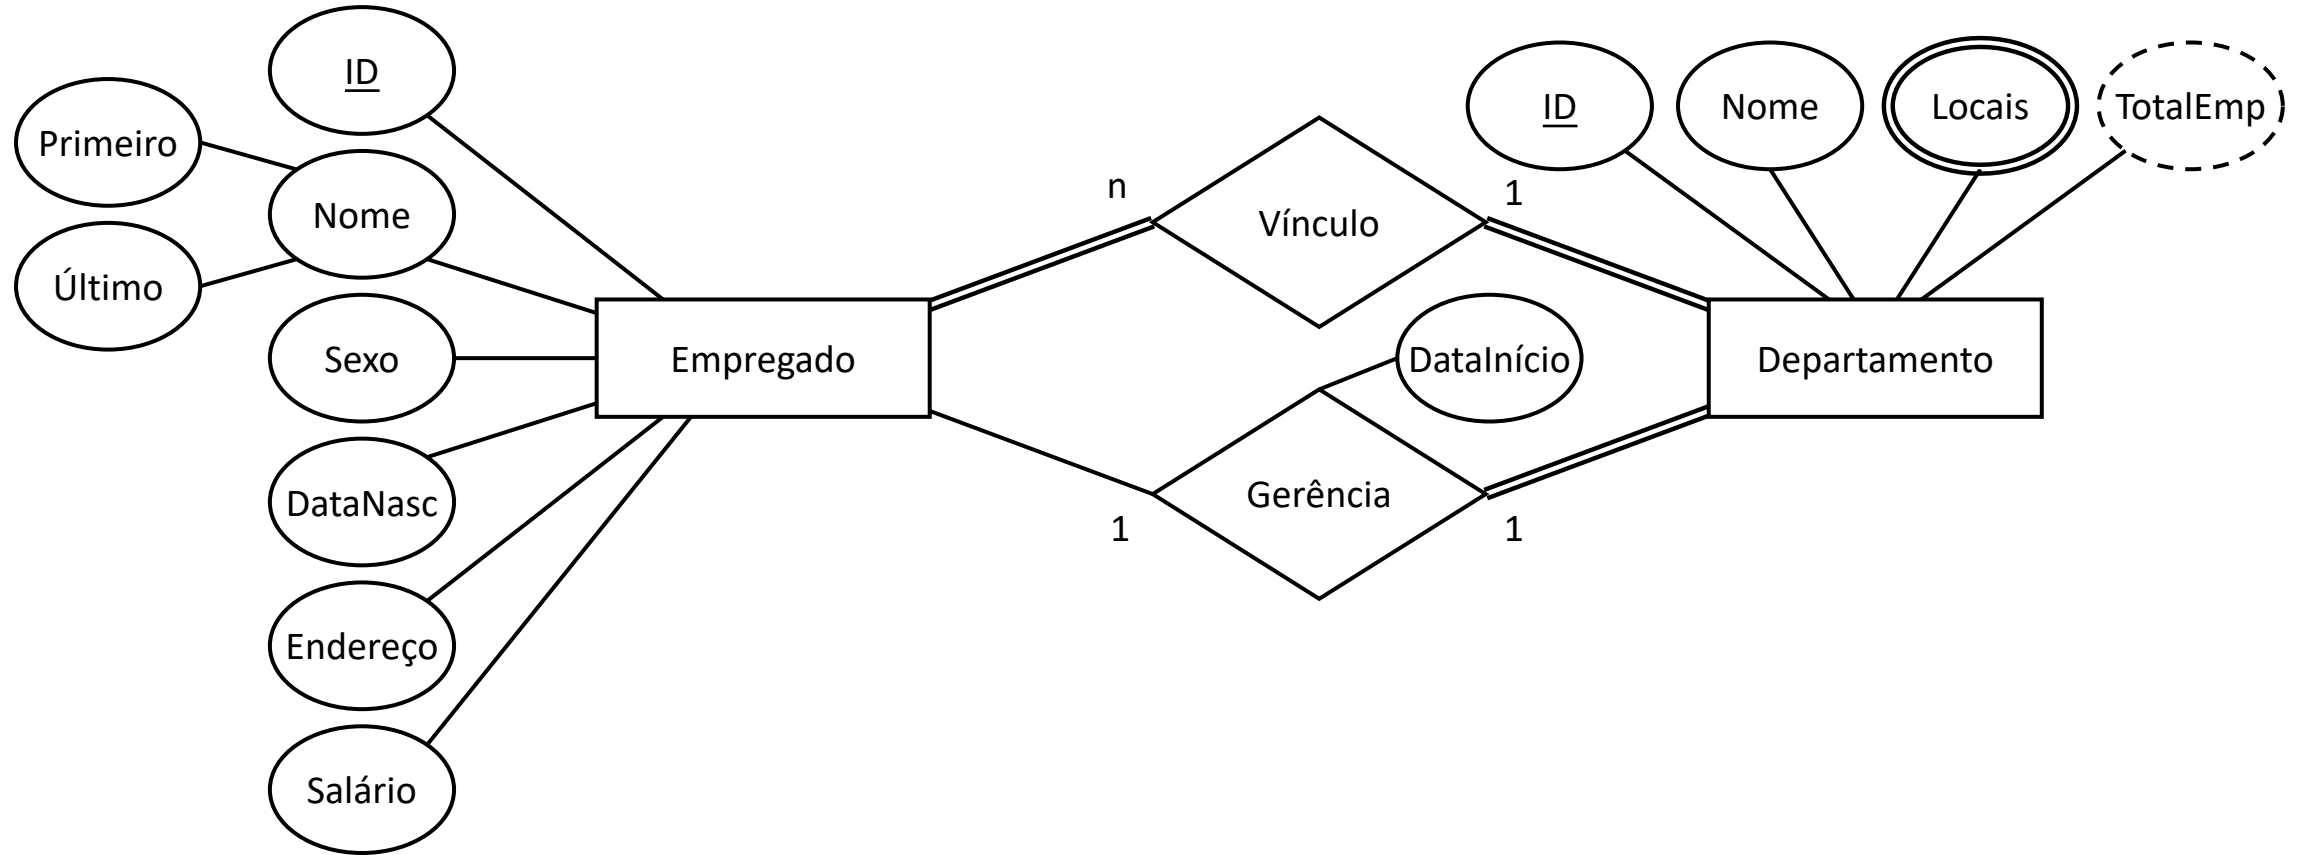 ID
Primeiro
Nome
Último
Sexo
DataNasc
Endereço
Salário
Empregado
n
Vínculo
1
DataInício
1
Gerência
1
ID
Nome
Locais
TotalEmp
Departamento